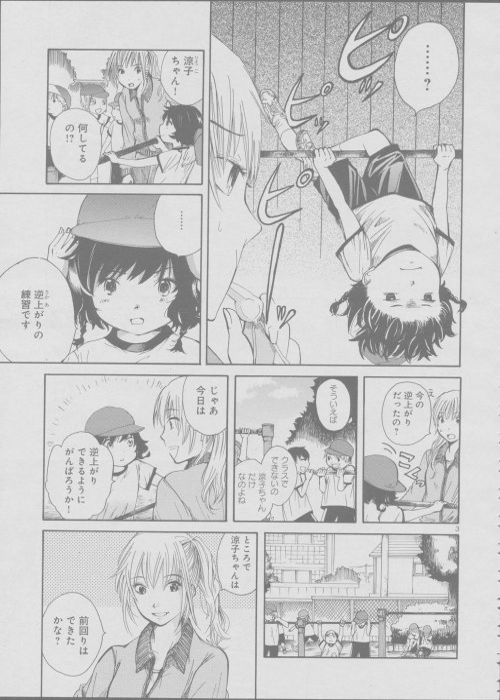 ………？
ピ
ピ
ピーッ
涼子
ちゃん！
何してる
の!?
………
逆上がりの
練習です
今の
逆上がり
だったの？
そういえば
クラスで
できないの
涼子ちゃん
だけ
なのよね
じゃあ
今日は
逆上がり
できるように
がんばろうか！
3
ところで
涼子ちゃんは
前回りは
できた
かな？